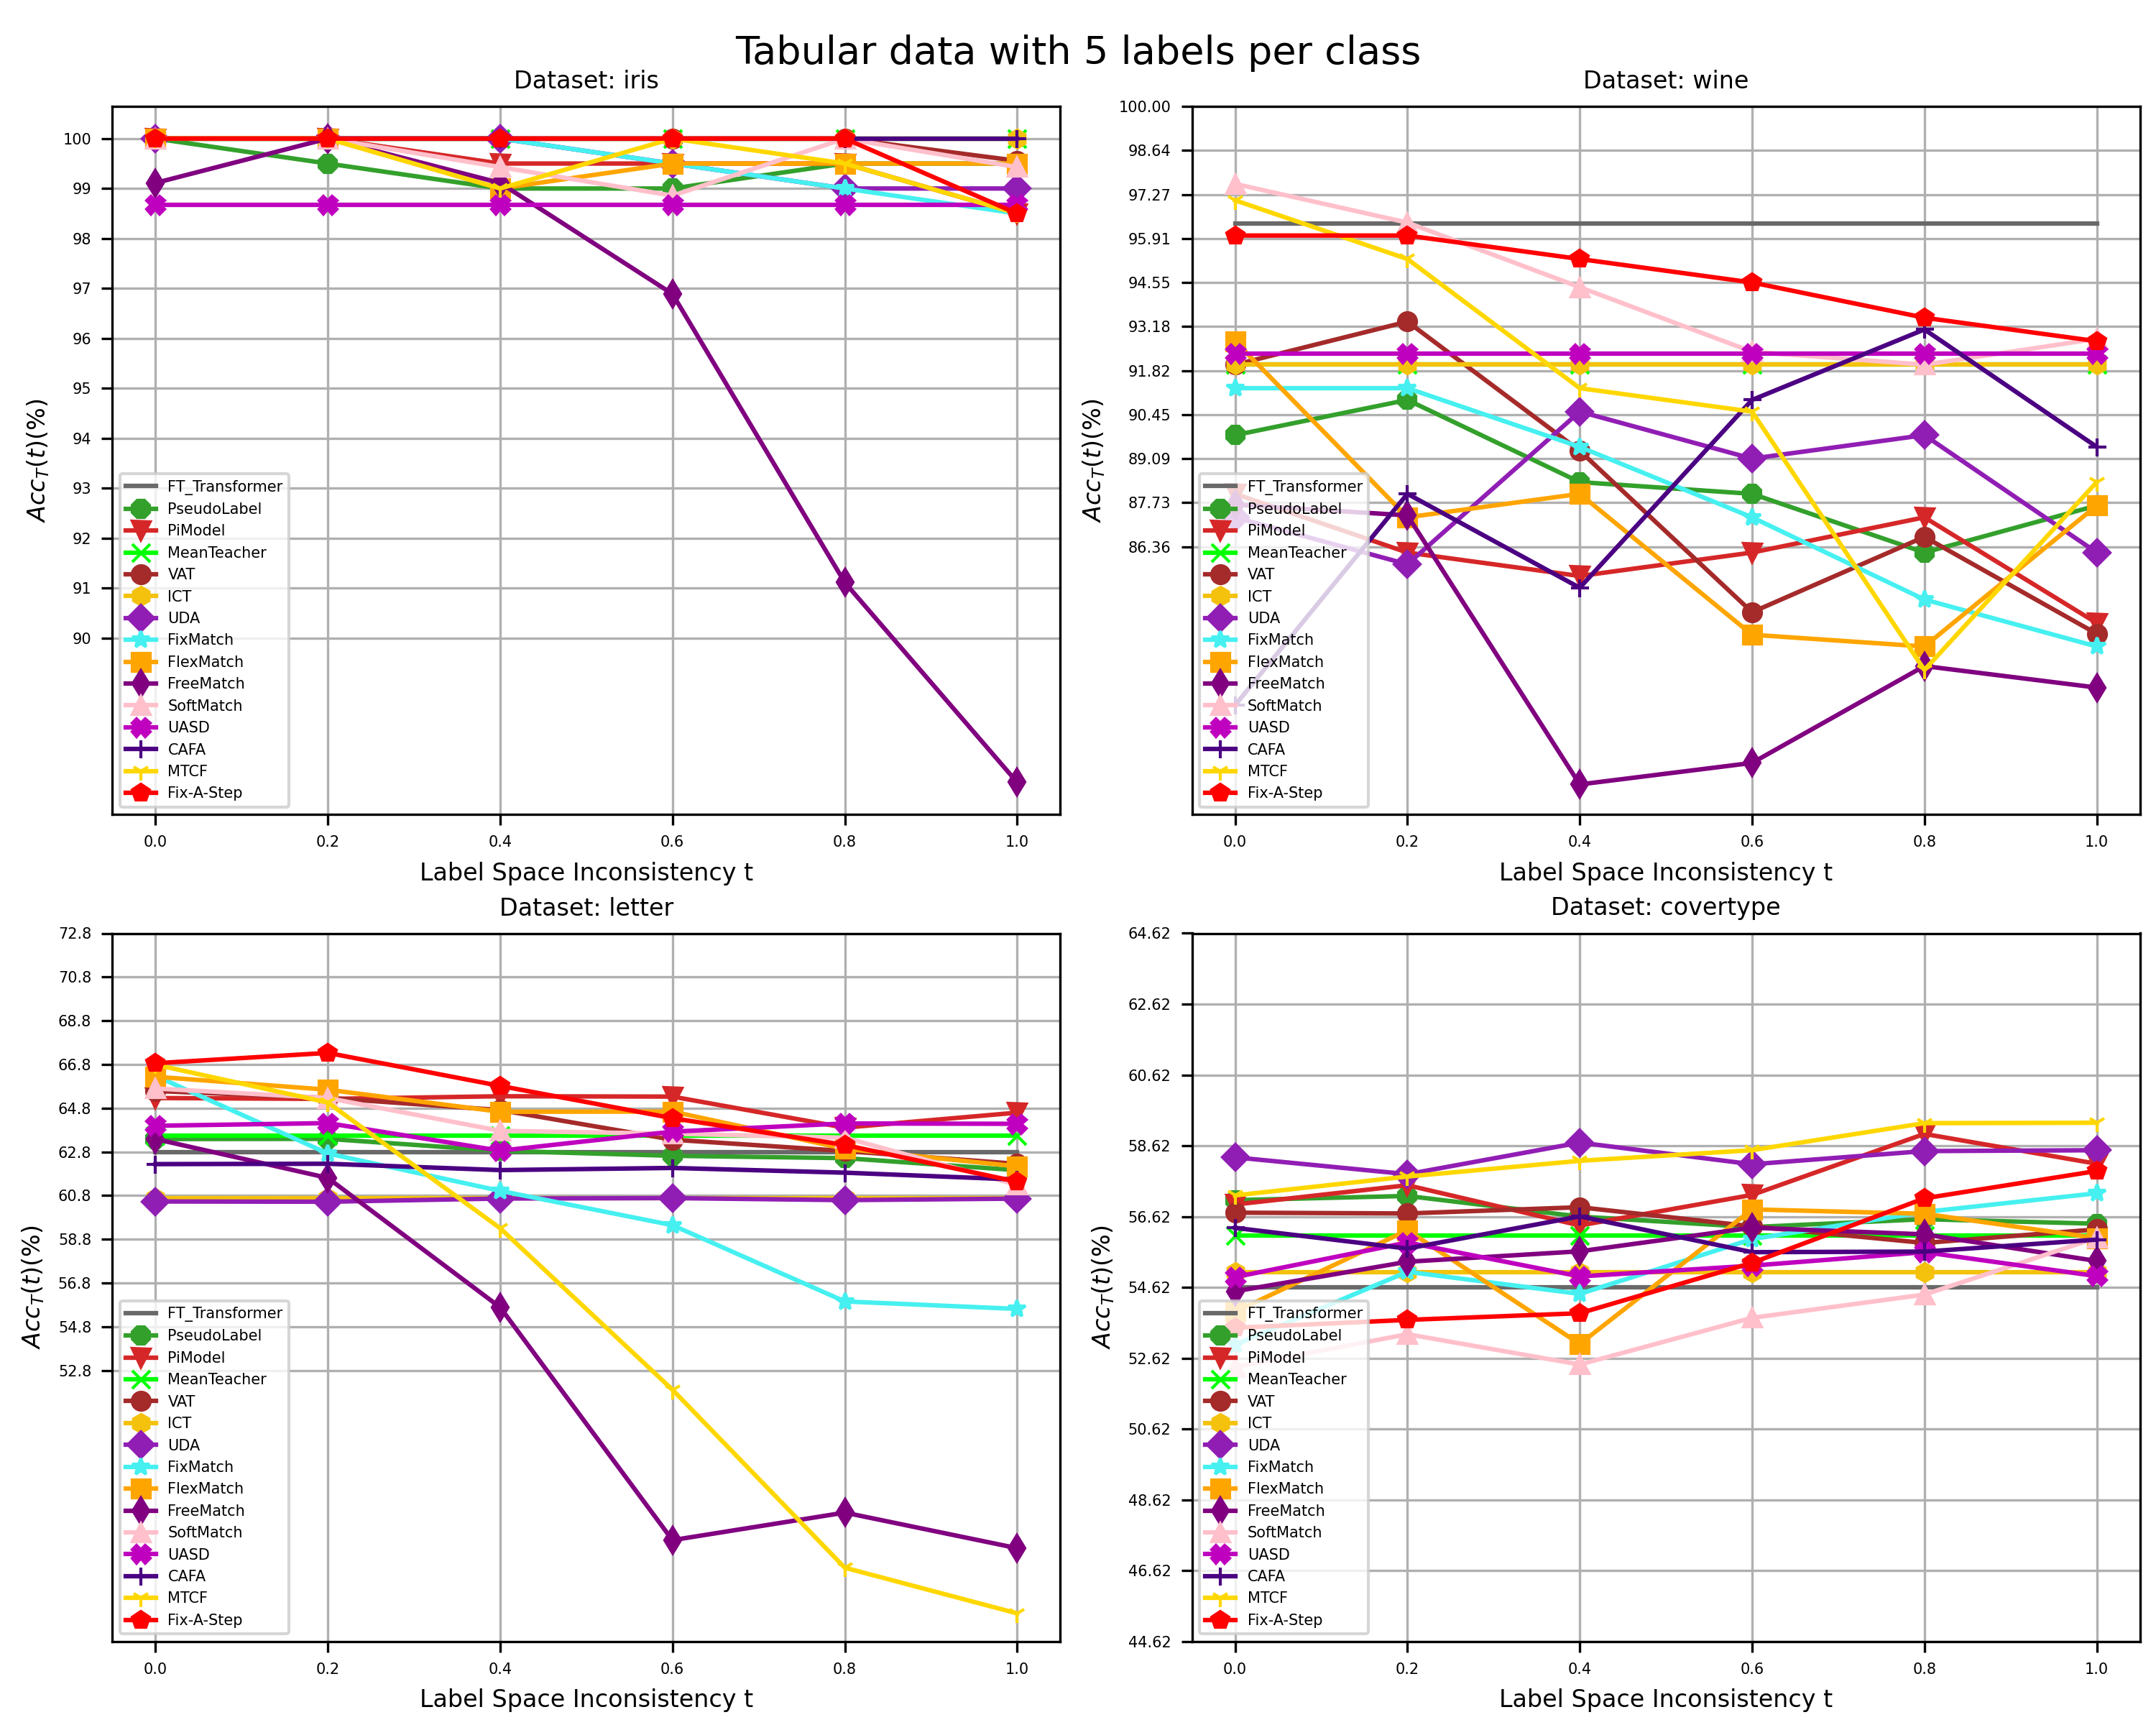 Tabular data with 5 labels per class
Dataset: iris
100
99
98
97
96
95
94
93
92
91
90
Acc_T(t)(%)
FT_Transformer
PseudoLabel
PiModel
MeanTeacher
VAT
ICT
UDA
FixMatch
FlexMatch
FreeMatch
SoftMatch
UASD
CAFA
MTCF
Fix-A-Step
0.0 0.2 0.4 0.6 0.8 1.0
Label Space Inconsistency t
Dataset: wine
100.00
98.64
97.27
95.91
94.55
93.18
91.82
90.45
89.09
87.73
86.36
Acc_T(t)(%)
FT_Transformer
PseudoLabel
PiModel
MeanTeacher
VAT
ICT
UDA
FixMatch
FlexMatch
FreeMatch
SoftMatch
UASD
CAFA
MTCF
Fix-A-Step
0.0 0.2 0.4 0.6 0.8 1.0
Label Space Inconsistency t
Dataset: letter
72.8
70.8
68.8
66.8
64.8
62.8
60.8
58.8
56.8
54.8
52.8
Acc_T(t)(%)
FT_Transformer
PseudoLabel
PiModel
MeanTeacher
VAT
ICT
UDA
FixMatch
FlexMatch
FreeMatch
SoftMatch
UASD
CAFA
MTCF
Fix-A-Step
0.0 0.2 0.4 0.6 0.8 1.0
Label Space Inconsistency t
Dataset: covertype
64.62
62.62
60.62
58.62
56.62
54.62
52.62
50.62
48.62
46.62
44.62
Acc_T(t)(%)
FT_Transformer
PseudoLabel
PiModel
MeanTeacher
VAT
ICT
UDA
FixMatch
FlexMatch
FreeMatch
SoftMatch
UASD
CAFA
MTCF
Fix-A-Step
0.0 0.2 0.4 0.6 0.8 1.0
Label Space Inconsistency t